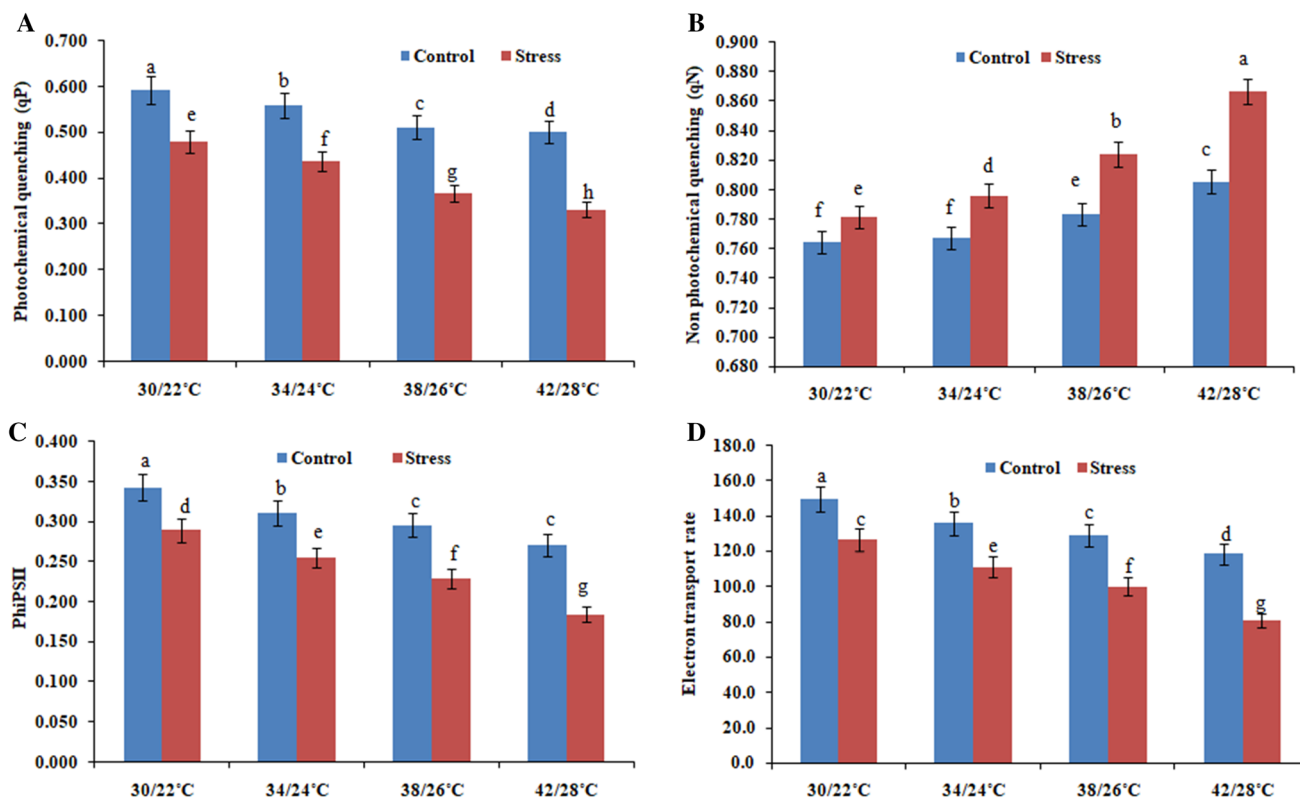 A
Photochemical quenching (qP)
0.700
0.600
0.500
0.400
0.300
0.200
0.100
0.000
Control Stress
a
e
b
f
c
g
d
h
30/22°C 34/24°C 38/26°C 42/28°C
B
Non photochemical quenching (qN)
0.900
0.880
0.860
0.840
0.820
0.800
0.780
0.760
0.740
0.720
0.700
0.680
Control Stress
f
e
f
d
e
b
c
a
30/22°C 34/24°C 38/26°C 42/28°C
C
PhiPSII
0.400
0.350
0.300
0.250
0.200
0.150
0.100
0.050
0.000
Control Stress
a
d
b
e
c
f
c
g
30/22°C 34/24°C 38/26°C 42/28°C
D
Electron transport rate
180.0
160.0
140.0
120.0
100.0
80.0
60.0
40.0
20.0
0.0
Control Stress
a
c
b
e
c
f
d
g
30/22°C 34/24°C 38/26°C 42/28°C